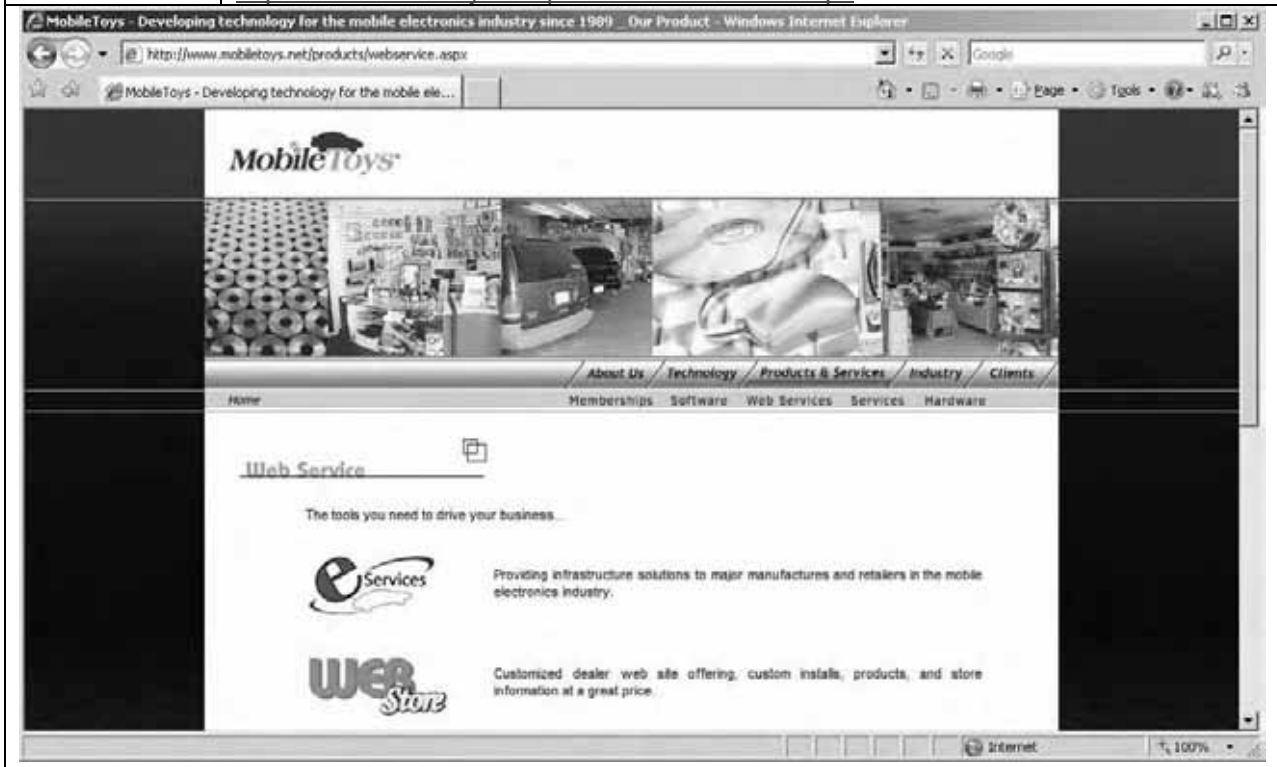 MobileToys - Developing technology for the mobile electronics industry since 1989 _ Our Product - Windows Internet Explorer
http://www.mobiletoys.net/products/webservice.aspx
Google
MobileToys - Developing technology for the mobile ele...
Page
Tools
MobileToys
About Us
Technology
Products & Services
Industry
Clients
Home
Memberships
Software
Web Services
Services
Hardware
Web Service
The tools you need to drive your business...
e Services
Providing infrastructure solutions to major manufactures and retailers in the mobile
electronics industry.
WEB
Store
Customized dealer web site offering, custom installs, products, and store
information at a great price.
Internet
100%